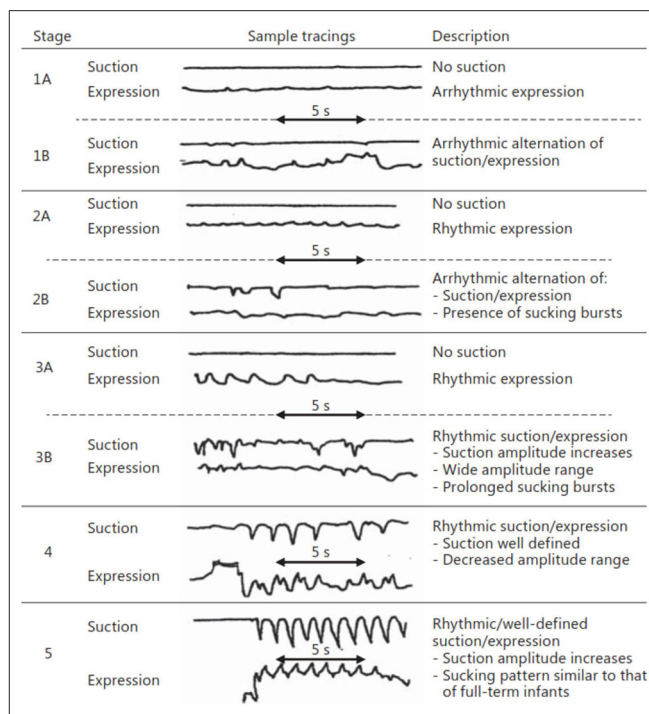 Stage Sample tracings Description
1A Suction No suction
Expression Arrhythmic expression
5 s
1B Suction Arrhythmic alternation of
Expression suction/expression
2A Suction No suction
Expression Rhythmic expression
5 s
2B Suction Arrhythmic alternation of:
- Suction/expression
Expression - Presence of sucking bursts
3A Suction No suction
Expression Rhythmic expression
5 s
3B Suction Rhythmic suction/expression
- Suction amplitude increases
Expression - Wide amplitude range
- Prolonged sucking bursts
4 Suction Rhythmic suction/expression
- Suction well defined
5 s - Decreased amplitude range
Expression
5 Suction Rhythmic/well-defined
suction/expression
5 s - Suction amplitude increases
Expression - Sucking pattern similar to that
of full-term infants